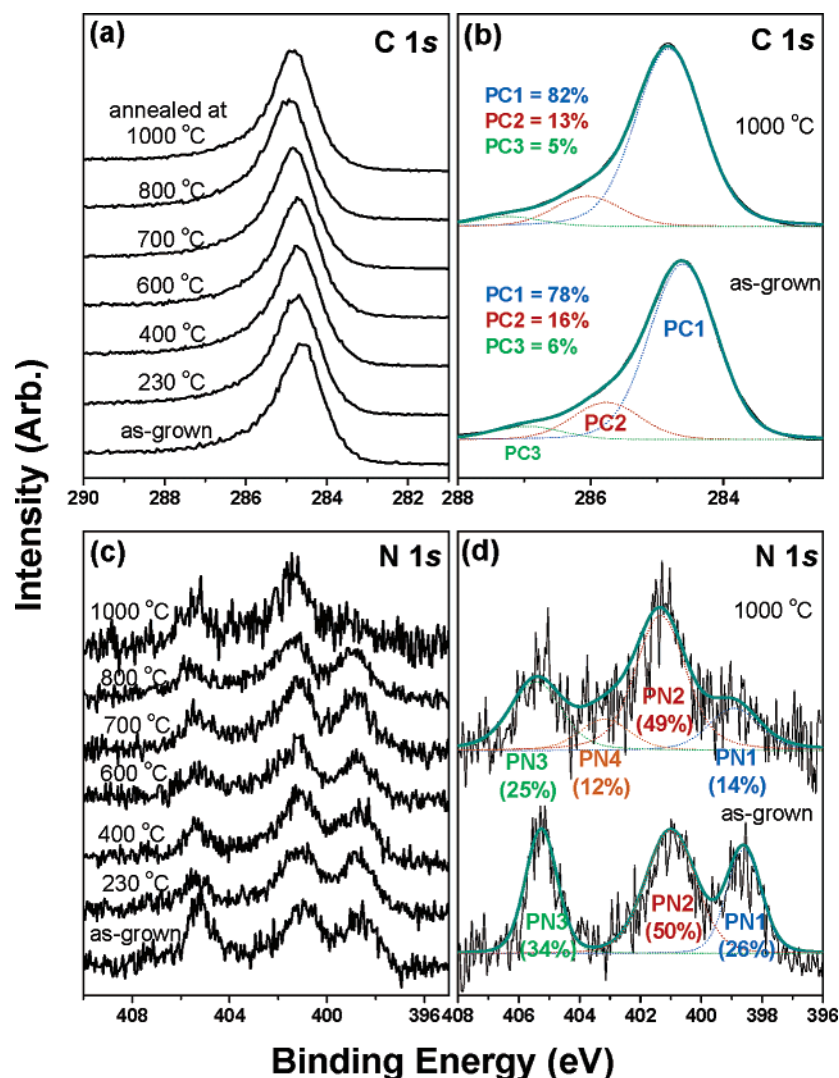 Intensity (Arb.)
(a)
C 1s
annealed at
1000 °C
800 °C
700 °C
600 °C
400 °C
230 °C
as-grown
290 288 286 284 282
(b)
C 1s
PC1 = 82%
PC2 = 13%
PC3 = 5%
1000 °C
PC1 = 78%
PC2 = 16%
PC3 = 6%
as-grown
PC1
PC2
PC3
288 286 284
(c)
N 1s
1000 °C
800 °C
700 °C
600 °C
400 °C
230 °C
as-grown
408 404 400 396
(d)
N 1s
1000 °C
PN2
(49%)
PN3
(25%)
PN4
(12%)
PN1
(14%)
as-grown
PN3
(34%)
PN2
(50%)
PN1
(26%)
408 406 404 402 400 398 396
Binding Energy (eV)